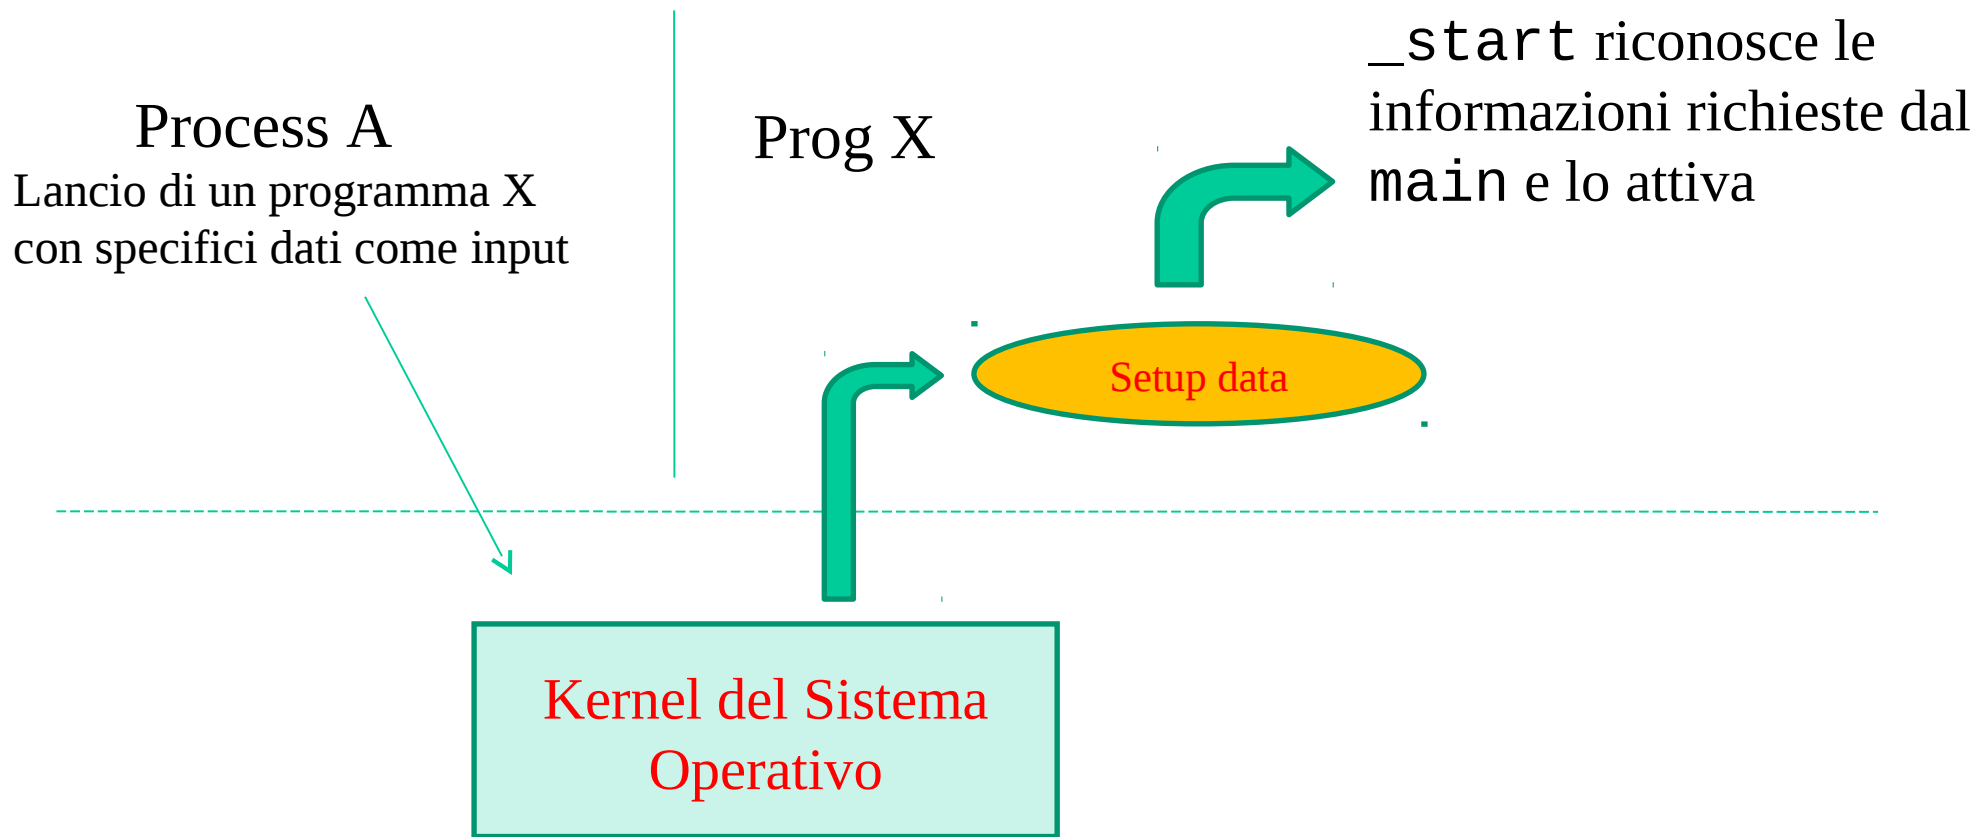 Process A
Lancio di un programma X
con specifici dati come input
Prog X
_start riconosce le
informazioni richieste dal
main e lo attiva
Setup data
Kernel del Sistema
Operativo